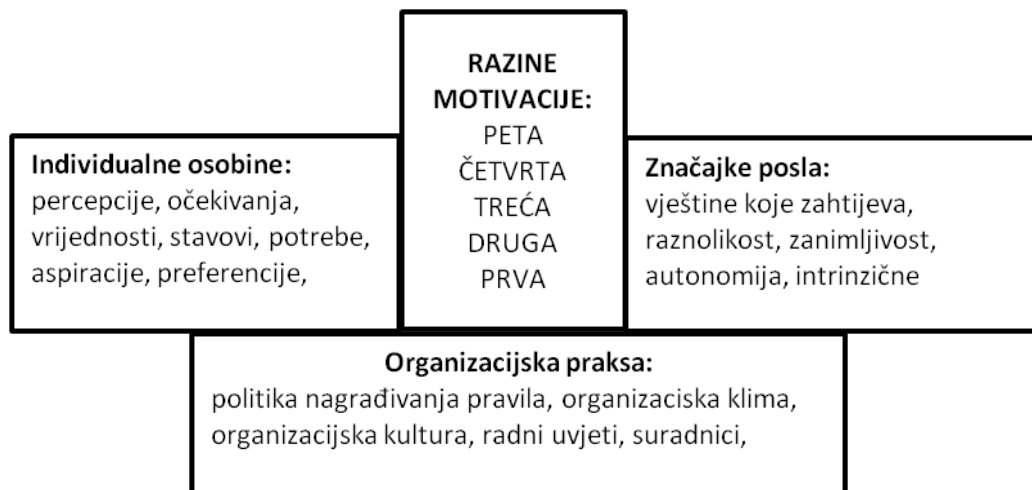 RAZINE
MOTIVACIJE:
PETA
ČETVRTA
TREĆA
DRUGA
PRVA
Individualne osobine:
percepcije, očekivanja,
vrijednosti, stavovi, potrebe,
aspiracije, preferencije,
Značajke posla:
vještine koje zahtijeva,
raznolikost, zanimljivost,
autonomija, intrinzične
Organizacijska praksa:
politika nagrađivanja pravila, organizaciska klima,
organizacijska kultura, radni uvjeti, suradnici,